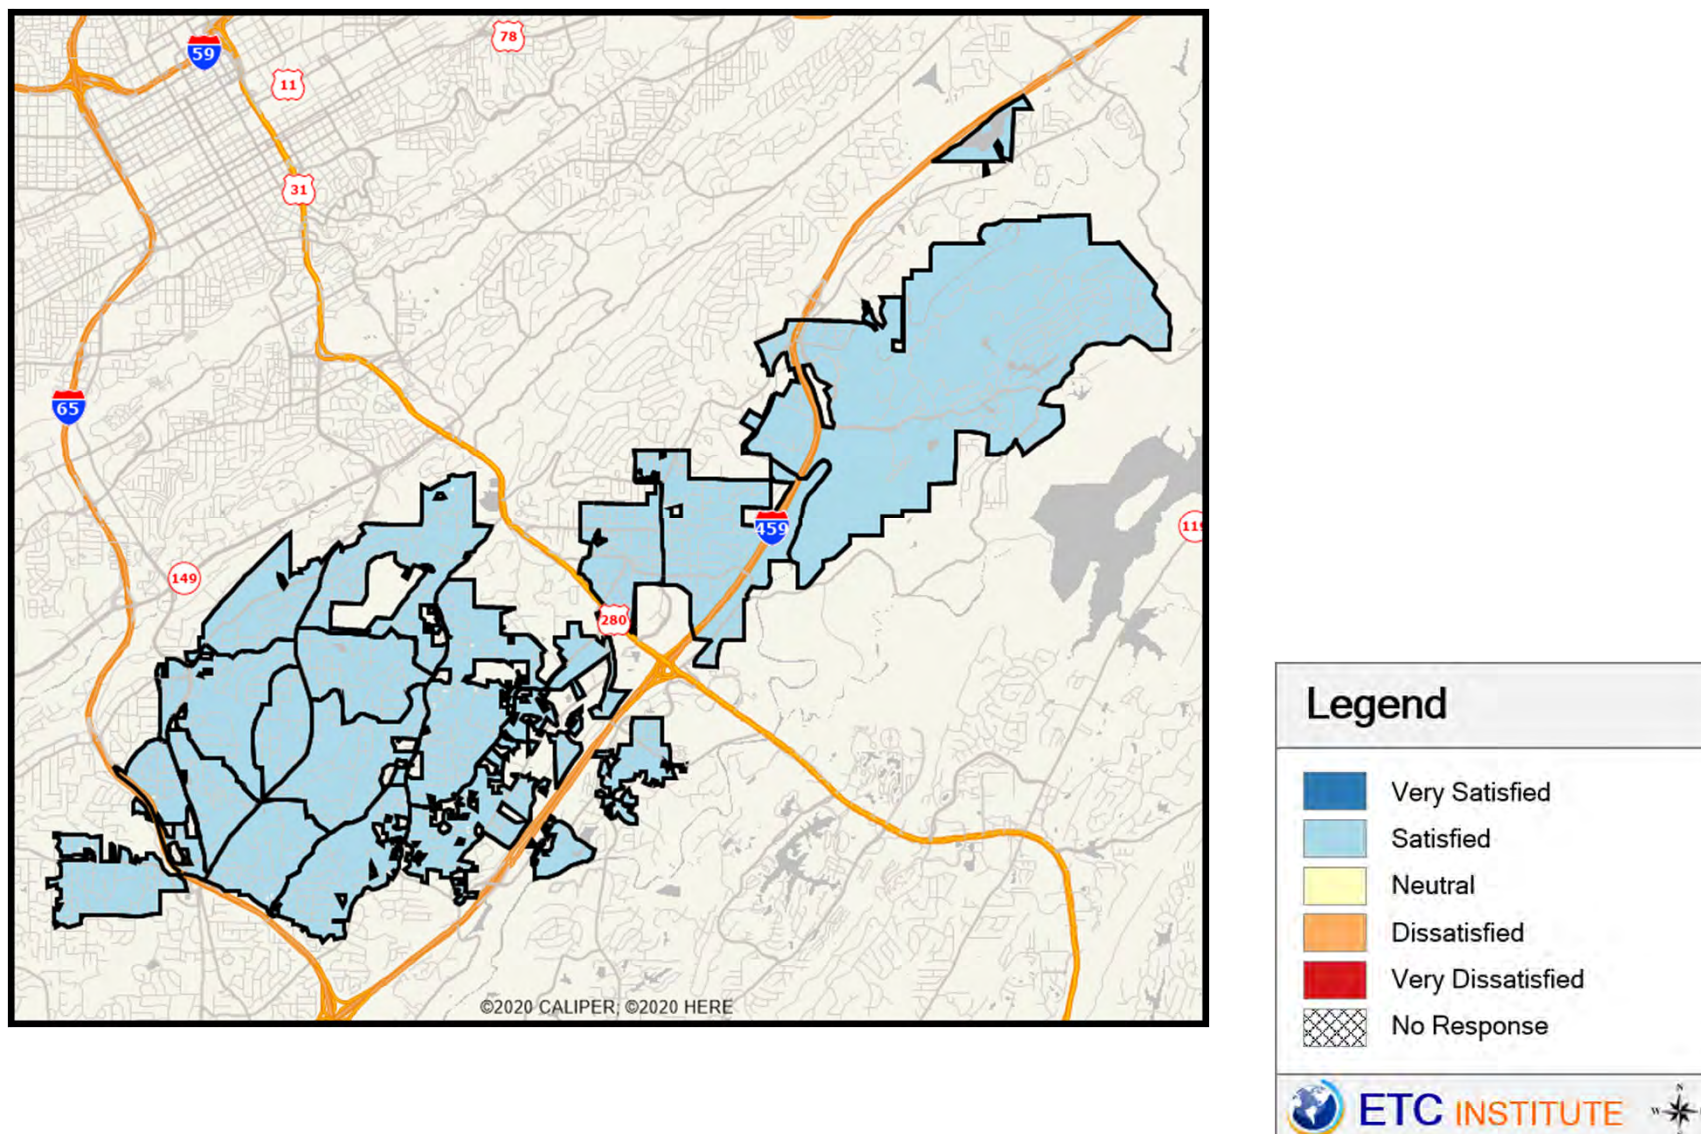 59
78
11
31
65
149
459
119
280
©2020 CALIPER; ©2020 HERE
Legend
Very Satisfied
Satisfied
Neutral
Dissatisfied
Very Dissatisfied
No Response
ETC INSTITUTE
N
W